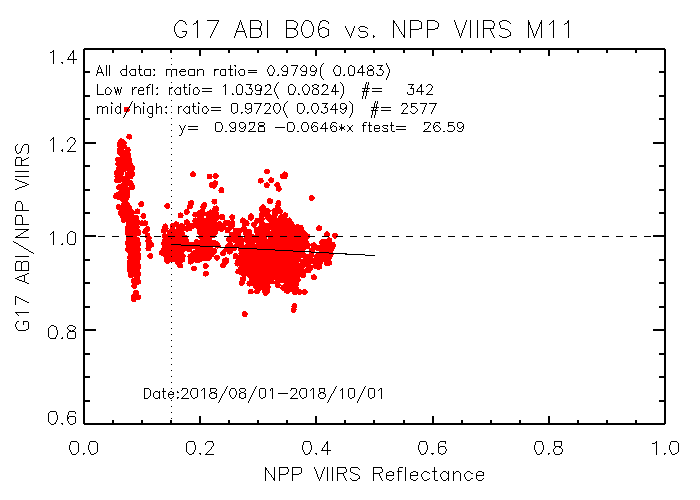 G17 ABI B06 vs. NPP VIIRS M11
All data: mean ratio= 0.9799( 0.0483)
Low refl: ratio= 1.0392( 0.0824) #= 342
mid/high: ratio= 0.9720( 0.0349) #= 2577
y= 0.9928 -0.0646*x ftest= 26.59
G17 ABI/NPP VIIRS
1.4
1.2
1.0
0.8
0.6
Date:2018/08/01-2018/10/01
0.0 0.2 0.4 0.6 0.8 1.0
NPP VIIRS Reflectance